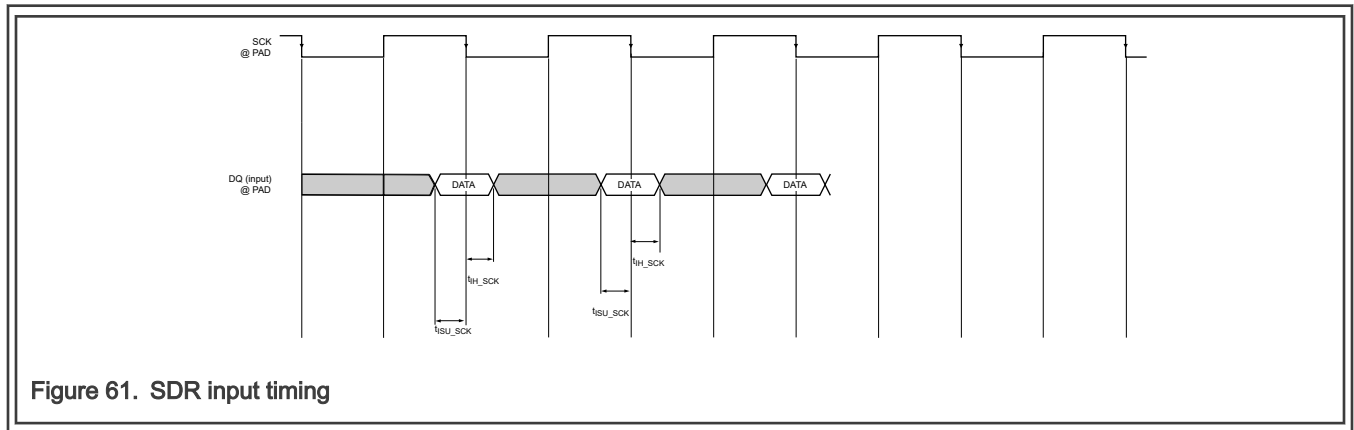 SCK
@ PAD
DQ (input)
@ PAD
DATA
DATA
DATA
tIH_SCK
tIH_SCK
tISU_SCK
tISU_SCK
Figure 61. SDR input timing